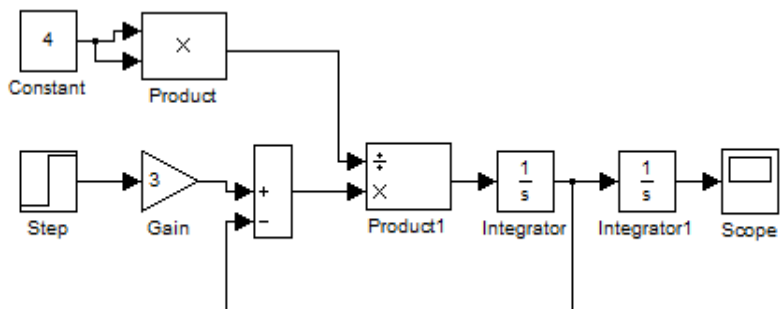 4
×
Constant
Product
3
+
−
÷
×
1
s
1
s
Step
Gain
Product1
Integrator
Integrator1
Scope